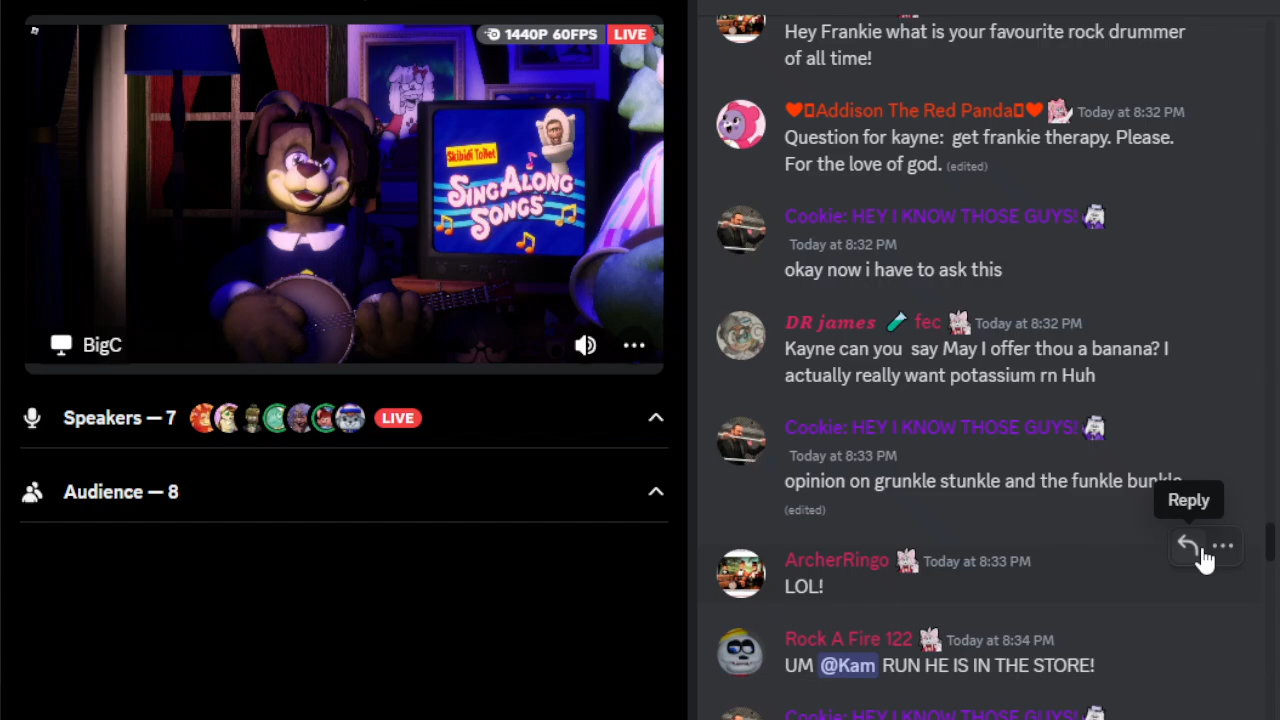 1440P 60FPS LIVE
Skibidi Toilet
SING ALONG
SONGS
BigC
Speakers — 7 LIVE
Audience — 8
Hey Frankie what is your favourite rock drummer
of all time!
Addison The Red Panda Today at 8:32 PM
Question for kayne: get frankie therapy. Please.
For the love of god. (edited)
Cookie: HEY I KNOW THOSE GUYS!
Today at 8:32 PM
okay now i have to ask this
DR james fec Today at 8:32 PM
Kayne can you say May I offer thou a banana? I
actually really want potassium rn Huh
Cookie: HEY I KNOW THOSE GUYS!
Today at 8:33 PM
opinion on grunkle stunkle and the funkle bunkle
(edited)
Reply
ArcherRingo Today at 8:33 PM
LOL!
Rock A Fire 122 Today at 8:34 PM
UM @Kam RUN HE IS IN THE STORE!
Cookie: HEY I KNOW THOSE GUYS!